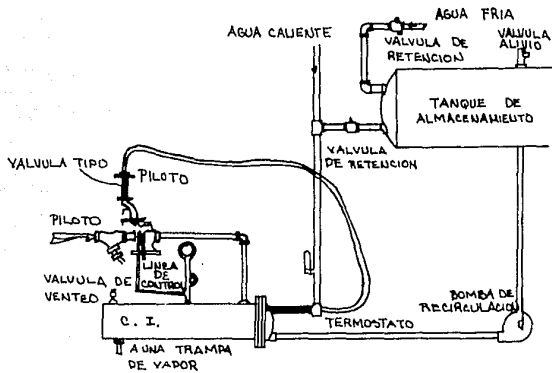 AGUA FRIA
AGUA CALIENTE
VALVULA DE
RETENCION
VALVULA
ALIVIO
TANQUE DE
ALMACENAMIENTO
VALVULA
DE RETENCION
VALVULA TIPO
PILOTO
PILOTO
LINEA
DE
CONTROL
VALVULA DE
VENTEO
BOMBA DE
RECIRCULACION
C. I.
TERMOSTATO
A UNA TRAMPA
DE VAPOR